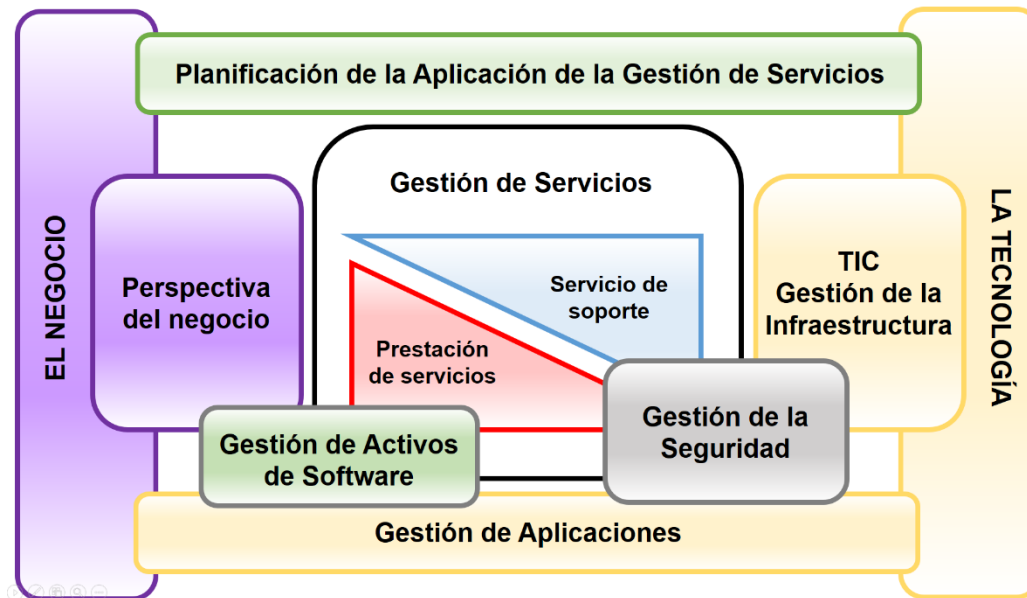 Planificación de la Aplicación de la Gestión de Servicios
EL NEGOCIO
Perspectiva
del negocio
Gestión de Servicios
Servicio de
soporte
Prestación
de servicios
TIC
Gestión de la
Infraestructura
LA TECNOLOGÍA
Gestión de Activos
de Software
Gestión de la
Seguridad
Gestión de Aplicaciones